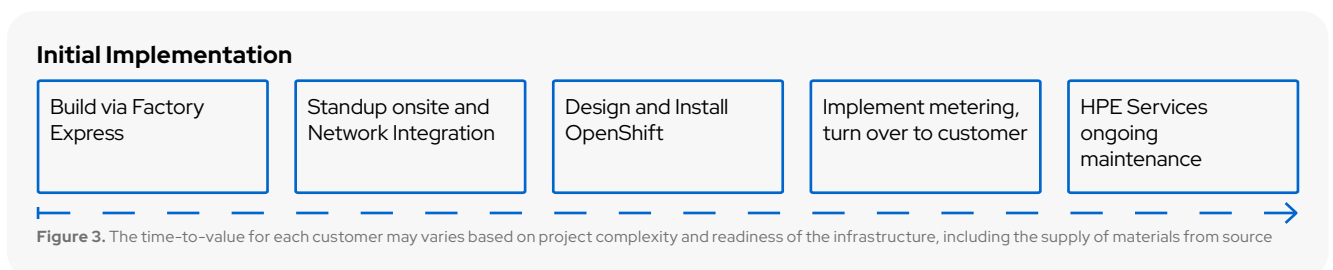 Initial Implementation
Build via Factory
Express
Standup onsite and
Network Integration
Design and Install
OpenShift
Implement metering,
turn over to customer
HPE Services
ongoing
maintenance
Figure 3. The time-to-value for each customer may varies based on project complexity and readiness of the infrastructure, including the supply of materials from source